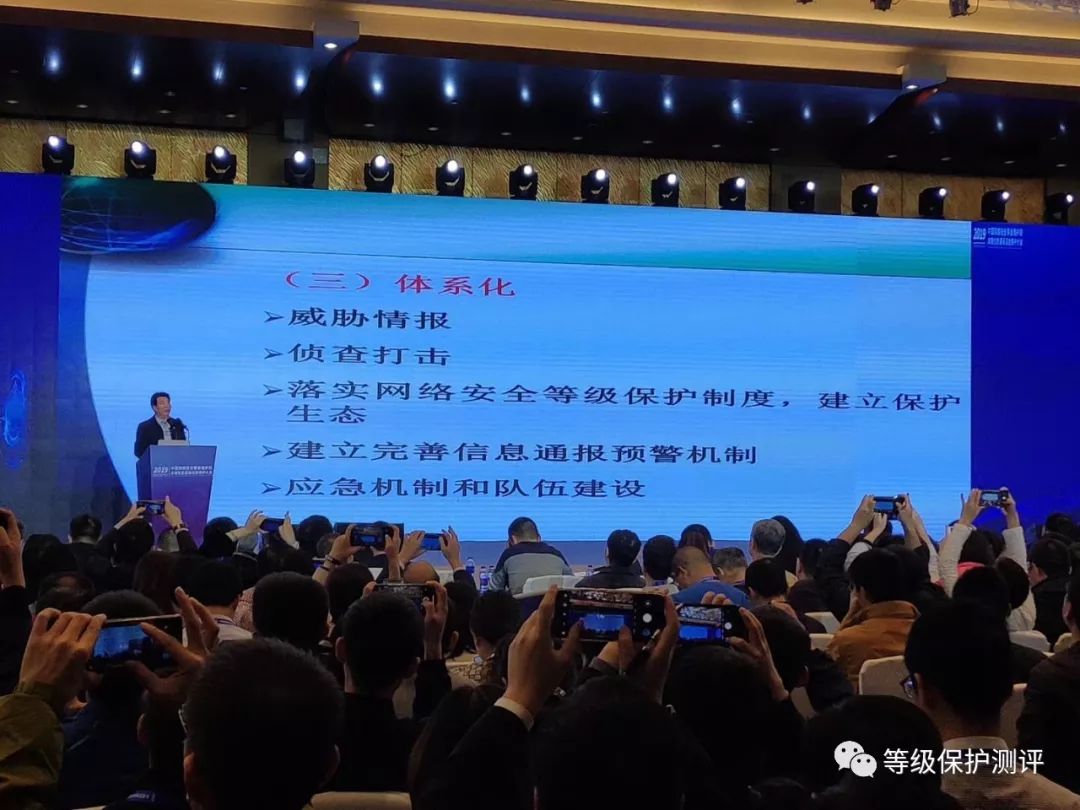 （三）体系化
➢威胁情报
➢侦查打击
➢落实网络安全等级保护制度，建立保护
生态
➢建立完善信息通报预警机制
➢应急机制和队伍建设
2019
2019
等级保护测评